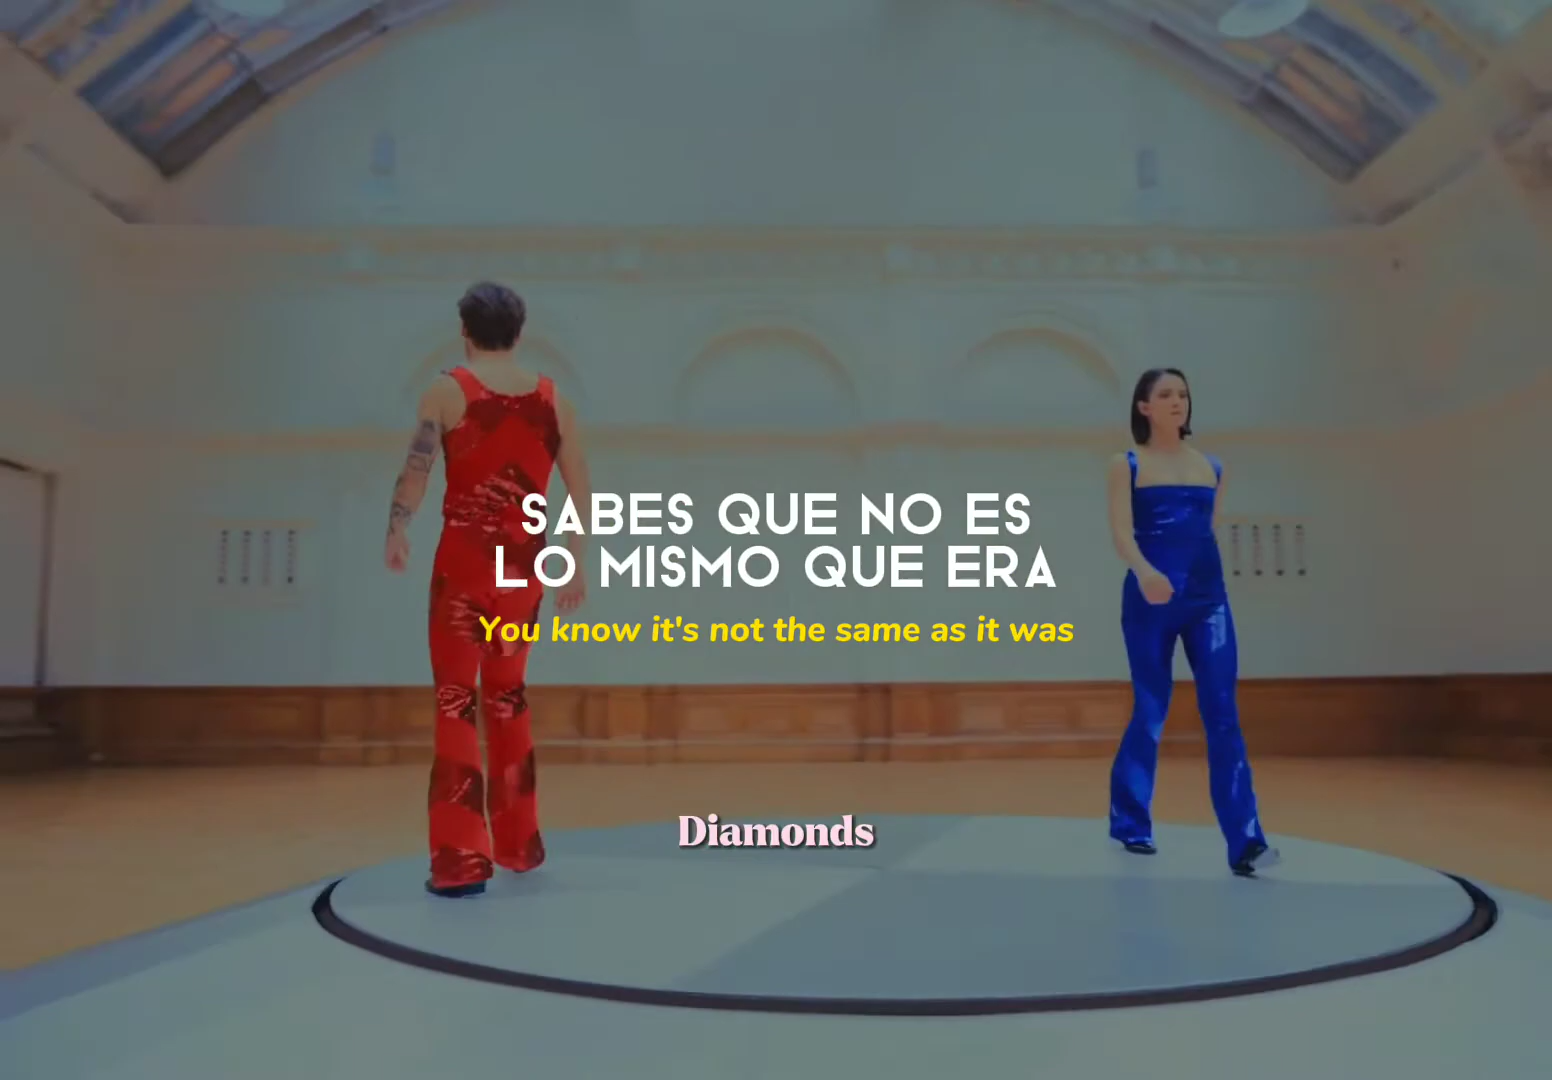 SABES QUE NO ES
LO MISMO QUE ERA
You know it's not the same as it was
Diamonds